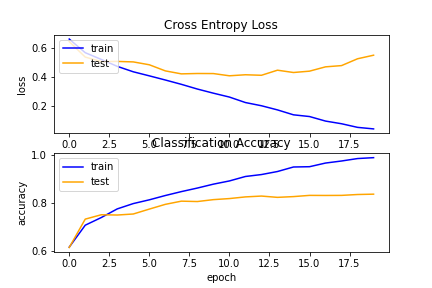 Cross Entropy Loss
0.6
0.4
0.2
loss
train
test
0.0 2.5 5.0 7.5 10.0 12.5 15.0 17.5
Classification Accuracy
1.0
0.8
0.6
accuracy
train
test
0.0 2.5 5.0 7.5 10.0 12.5 15.0 17.5
epoch